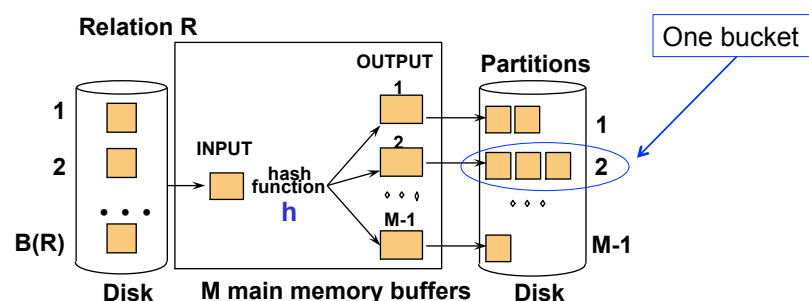 Relation R
One bucket
OUTPUT
Partitions
1
1
1
INPUT
2
2
2
hash
function
h
• • •
M-1
B(R)
M-1
Disk
M main memory buffers
Disk